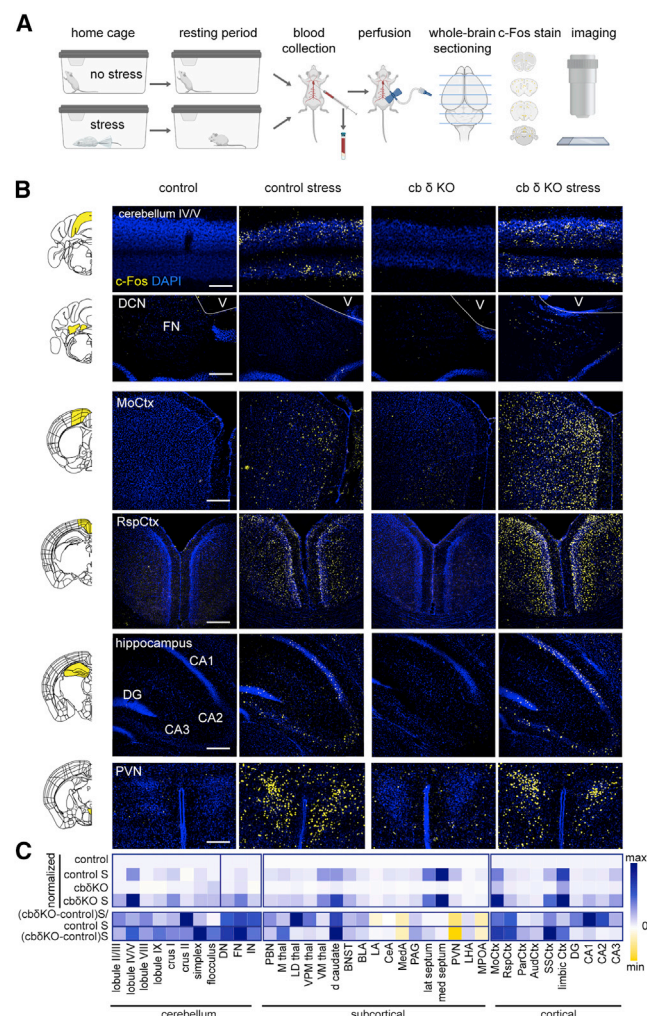 A
home cage
resting period
blood
collection
perfusion
whole-brain
sectioning
c-Fos stain
imaging
no stress
stress
B
control
control stress
cb δ KO
cb δ KO stress
cerebellum IV/V
c-Fos DAPI
DCN
FN
V
V
V
V
MoCtx
RspCtx
hippocampus
CA1
DG
CA2
CA3
PVN
C
normalized
control
control S
cbδKO
cbδKO S
(cbδKO-control)S/
control S
(cbδKO-control)S
max
0
min
lobule II/III
lobule IV/V
lobule VIII
lobule IX
crus I
crus II
simplex
flocculus
DN
FN
IN
PBN
M thal
LD thal
VPM thal
VM thal
d caudate
BNST
BLA
LA
CeA
MedA
PAG
lat septum
med septum
PVN
LHA
MPOA
MoCtx
RspCtx
ParCtx
AudCtx
SSCtx
limbic Ctx
DG
CA1
CA2
CA3
cerebellum
subcortical
cortical